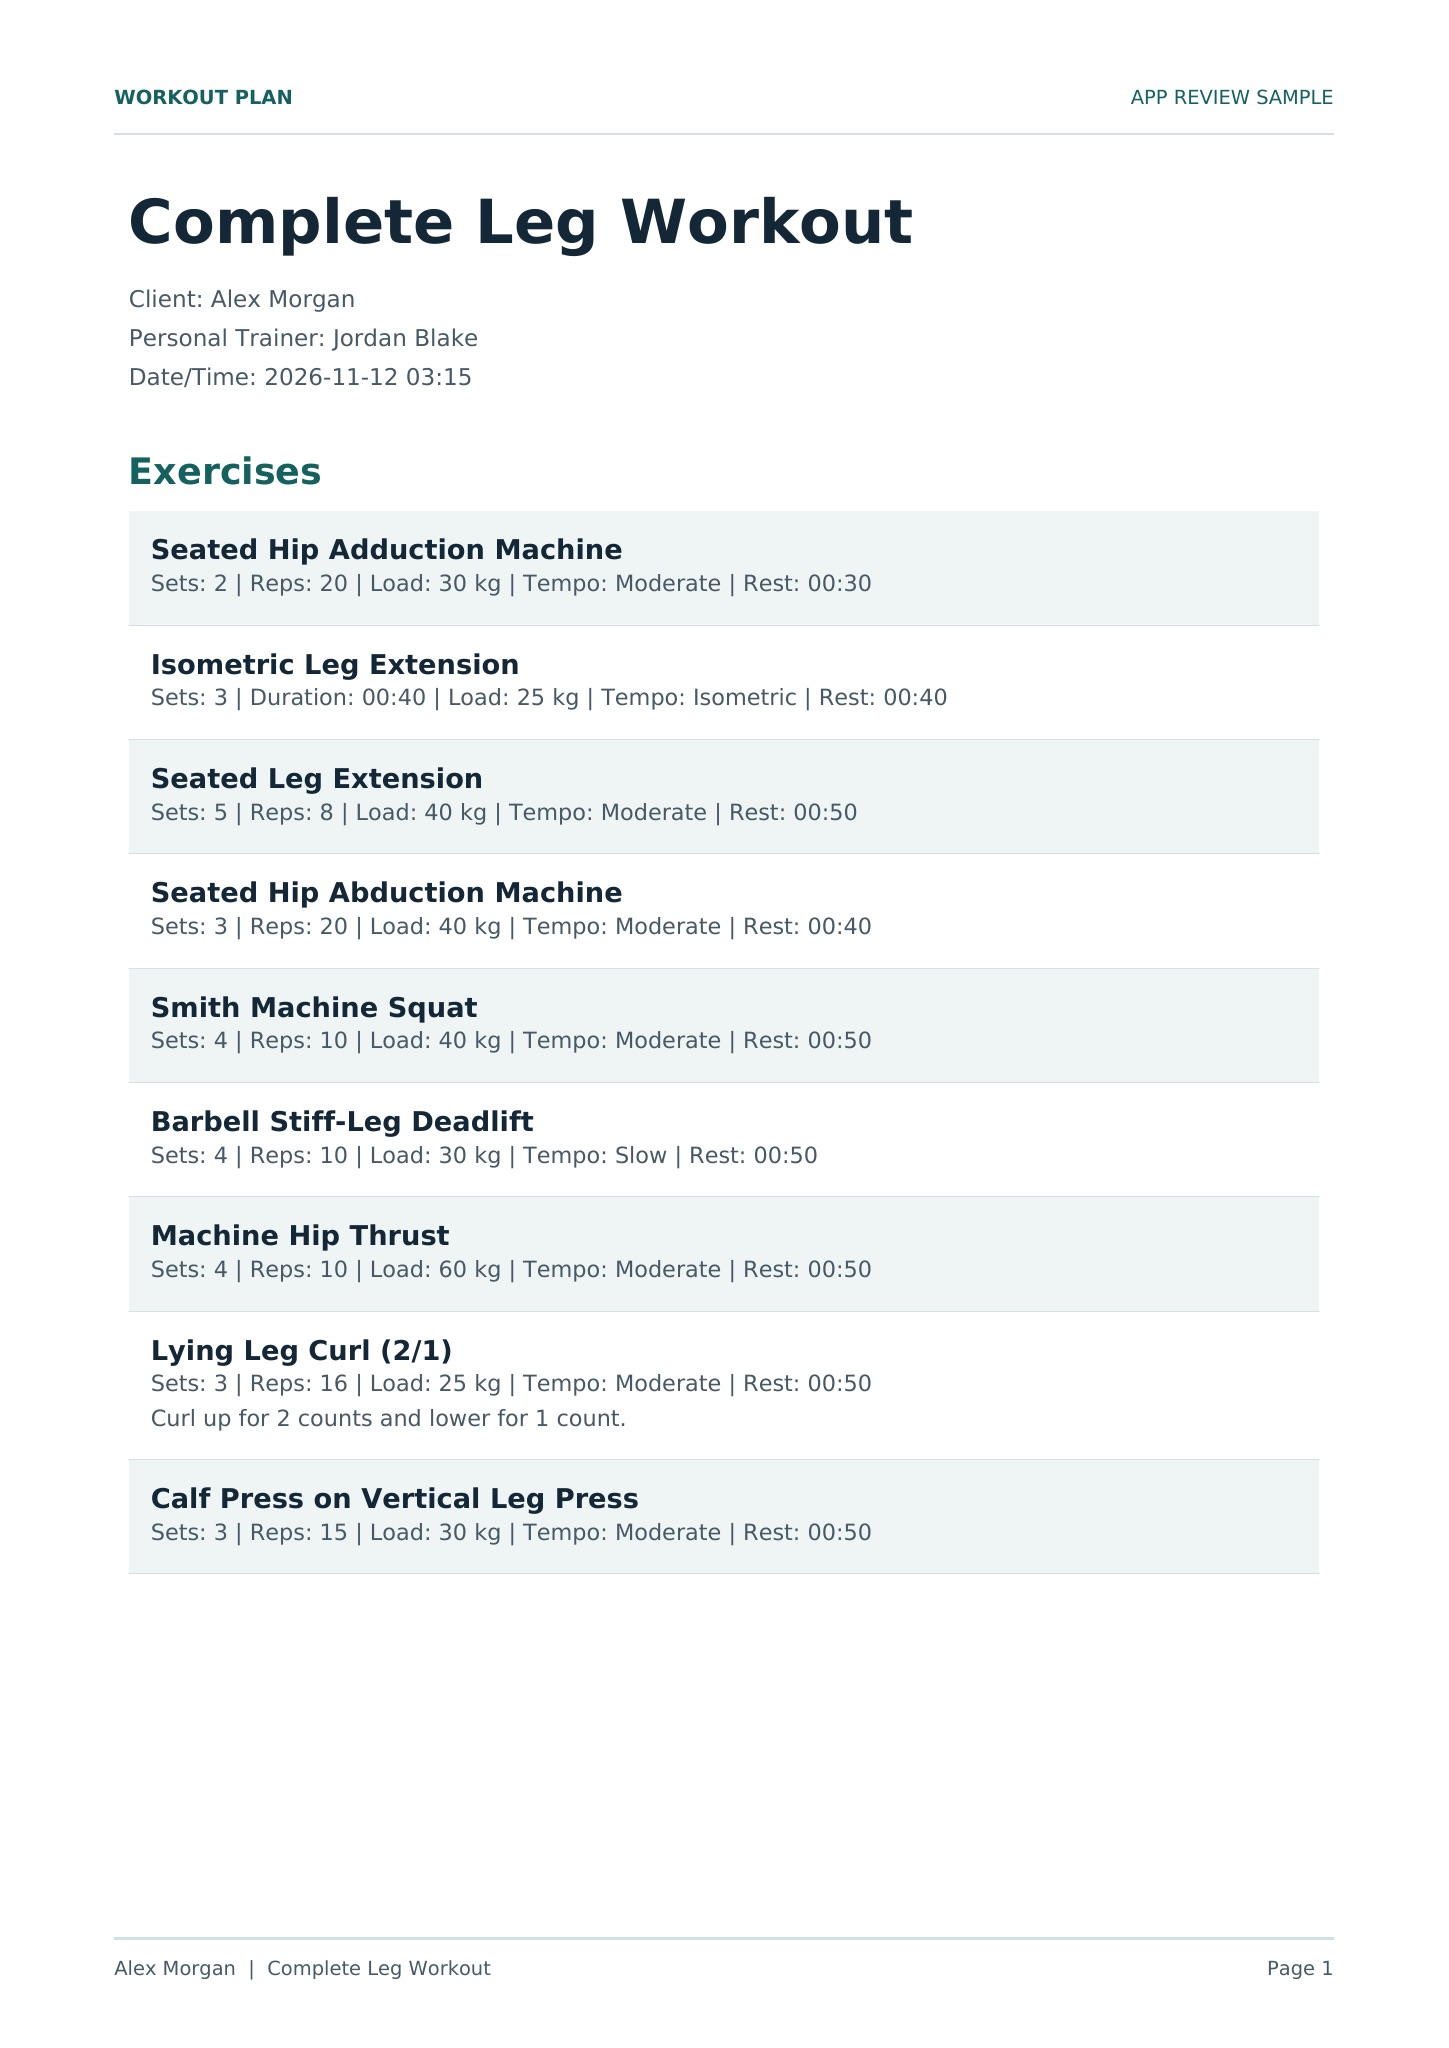 WORKOUT PLAN
APP REVIEW SAMPLE
Complete Leg Workout
Client: Alex Morgan
Personal Trainer: Jordan Blake
Date/Time: 2026-11-12 03:15
Exercises
Seated Hip Adduction Machine
Sets: 2 | Reps: 20 | Load: 30 kg | Tempo: Moderate | Rest: 00:30
Isometric Leg Extension
Sets: 3 | Duration: 00:40 | Load: 25 kg | Tempo: Isometric | Rest: 00:40
Seated Leg Extension
Sets: 5 | Reps: 8 | Load: 40 kg | Tempo: Moderate | Rest: 00:50
Seated Hip Abduction Machine
Sets: 3 | Reps: 20 | Load: 40 kg | Tempo: Moderate | Rest: 00:40
Smith Machine Squat
Sets: 4 | Reps: 10 | Load: 40 kg | Tempo: Moderate | Rest: 00:50
Barbell Stiff-Leg Deadlift
Sets: 4 | Reps: 10 | Load: 30 kg | Tempo: Slow | Rest: 00:50
Machine Hip Thrust
Sets: 4 | Reps: 10 | Load: 60 kg | Tempo: Moderate | Rest: 00:50
Lying Leg Curl (2/1)
Sets: 3 | Reps: 16 | Load: 25 kg | Tempo: Moderate | Rest: 00:50
Curl up for 2 counts and lower for 1 count.
Calf Press on Vertical Leg Press
Sets: 3 | Reps: 15 | Load: 30 kg | Tempo: Moderate | Rest: 00:50
Alex Morgan | Complete Leg Workout
Page 1